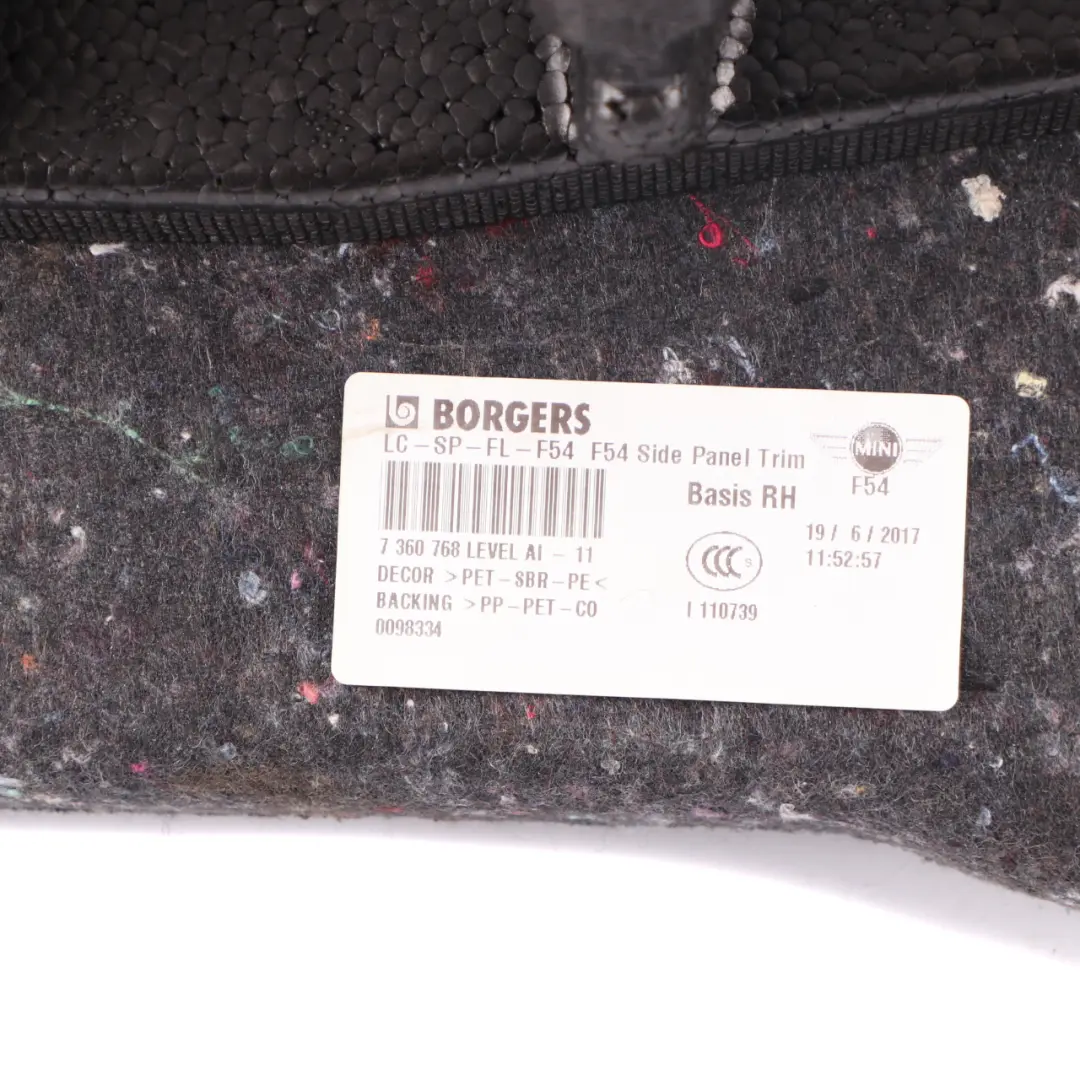 BORGERS
LC-SP-FL-F54 F54 Side Panel Trim
MINI
F54
Basis RH
7 360 768 LEVEL AI - 11
19 / 6 / 2017
11:52:57
DECOR >PET-SBR-PE<
BACKING >PP-PET-CO
CCC S
I 110739
0098334